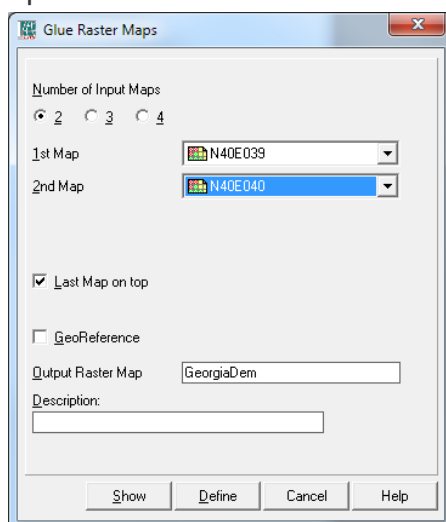 Glue Raster Maps
Number of Input Maps
2 3 4
1st Map N40E039
2nd Map N40E040
Last Map on top
GeoReference
Output Raster Map GeorgiaDem
Description:
Show Define Cancel Help